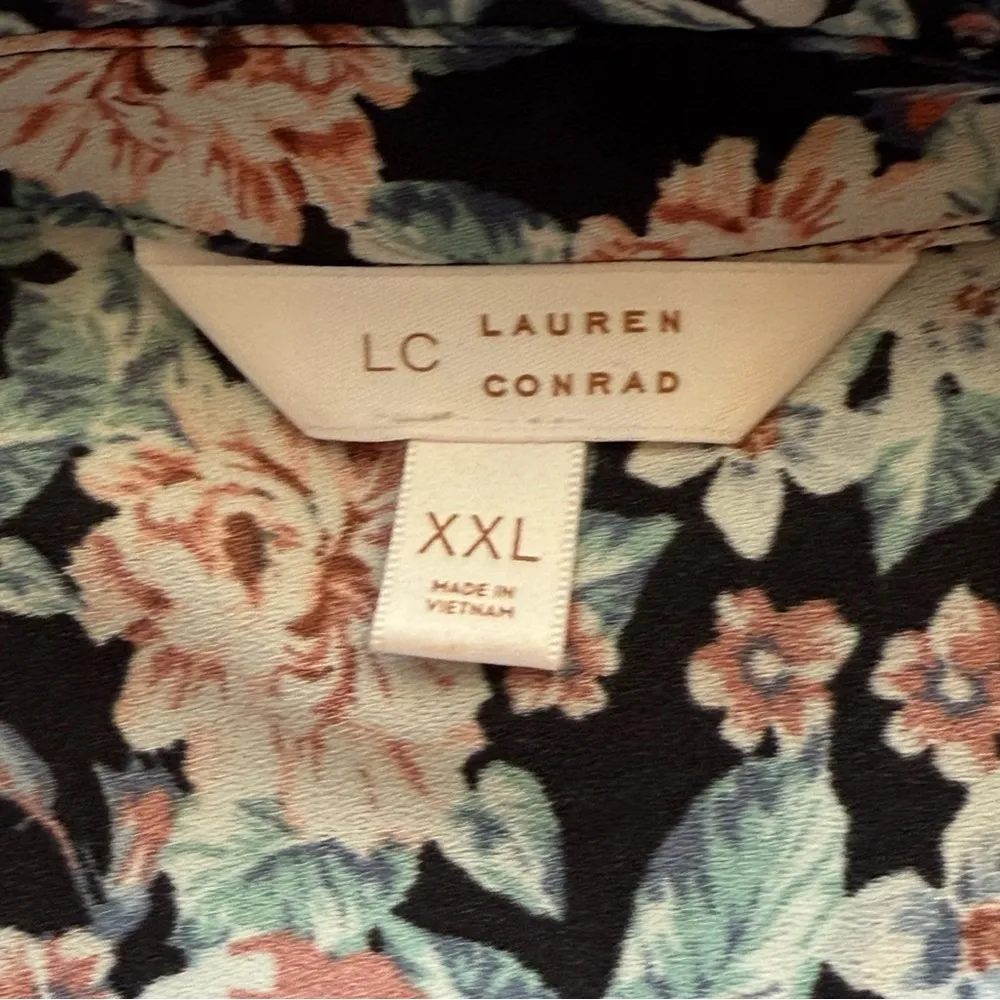 LC LAUREN
CONRAD
XXL
MADE IN
VIETNAM